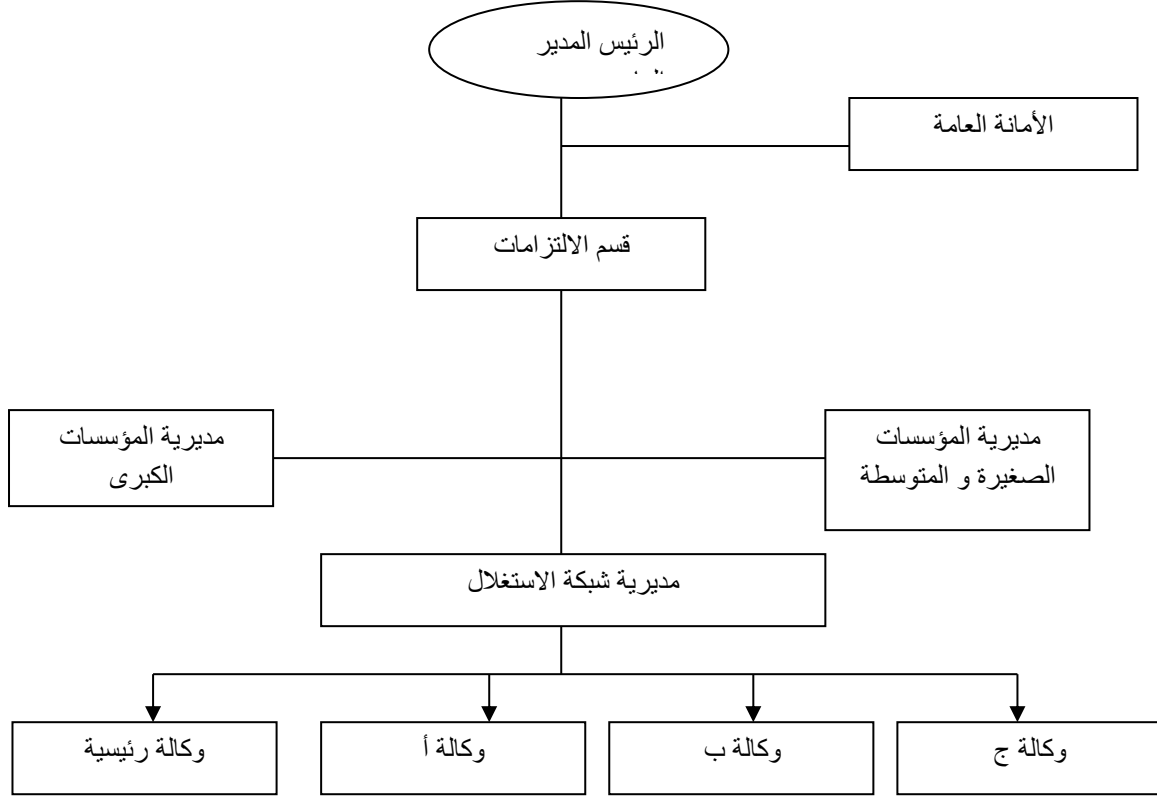 الرئيس المدير
الأمانة العامة
قسم الالتزامات
مديرية المؤسسات
الصغيرة و المتوسطة
مديرية المؤسسات
الكبرى
مديرية شبكة الاستغلال
وكالة ج
وكالة ب
وكالة أ
وكالة رئيسية